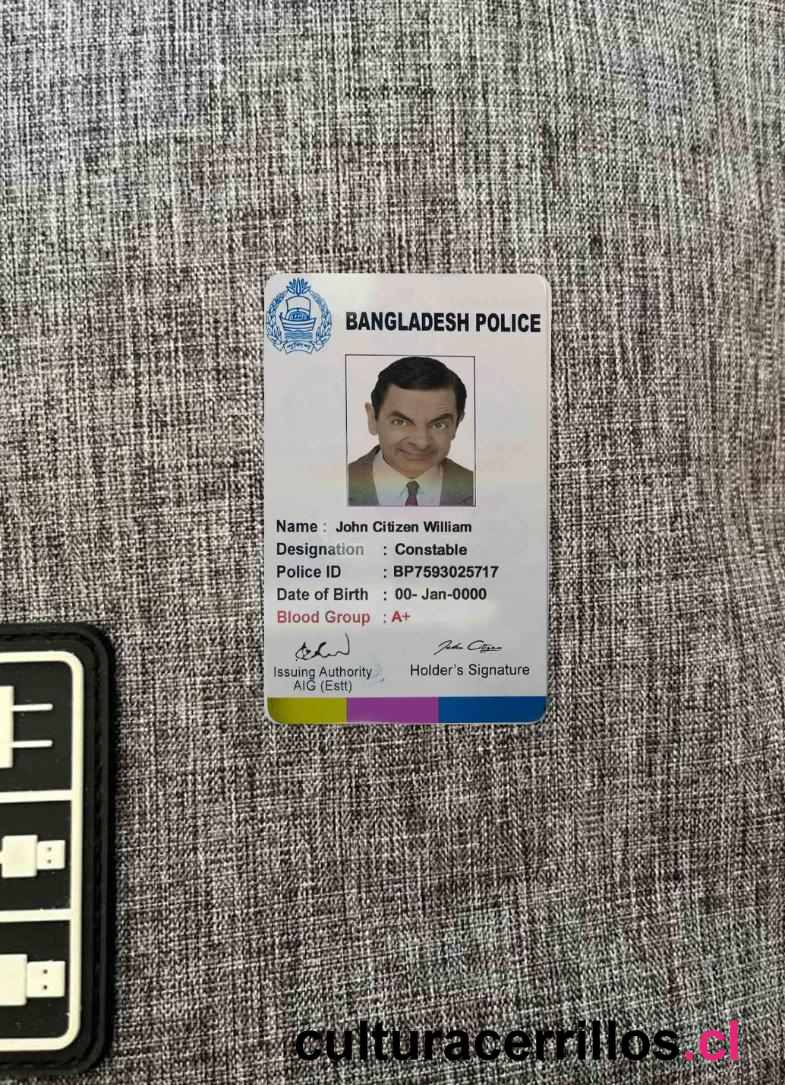 BANGLADESH POLICE
Name : John Citizen William
Designation : Constable
Police ID : BP7593025717
Date of Birth : 00- Jan-0000
Blood Group : A+
John Citizen
Issuing Authority
AIG (Estt)
Holder's Signature
culturacerrillos.cl